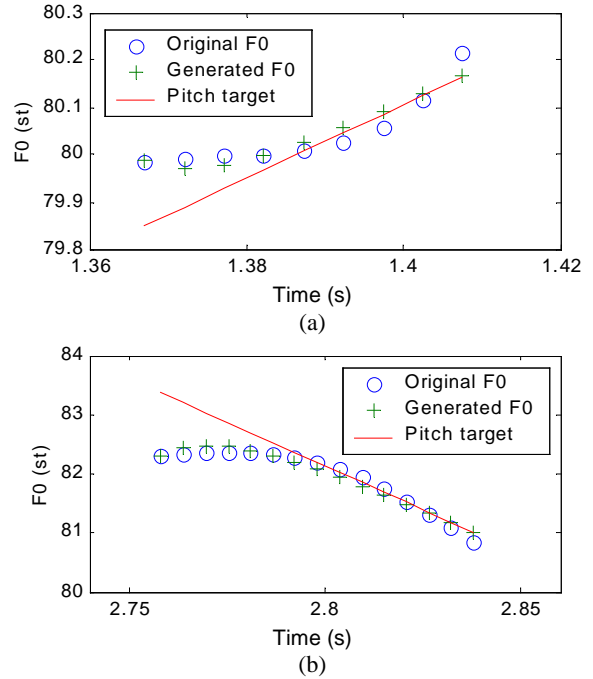 80.3
Original F0
Generated F0
Pitch target
80.2
80.1
80
79.9
79.8
F0 (st)
1.36
1.38
1.4
1.42
Time (s)
(a)
84
Original F0
Generated F0
Pitch target
83
82
81
80
F0 (st)
2.75
2.8
2.85
Time (s)
(b)